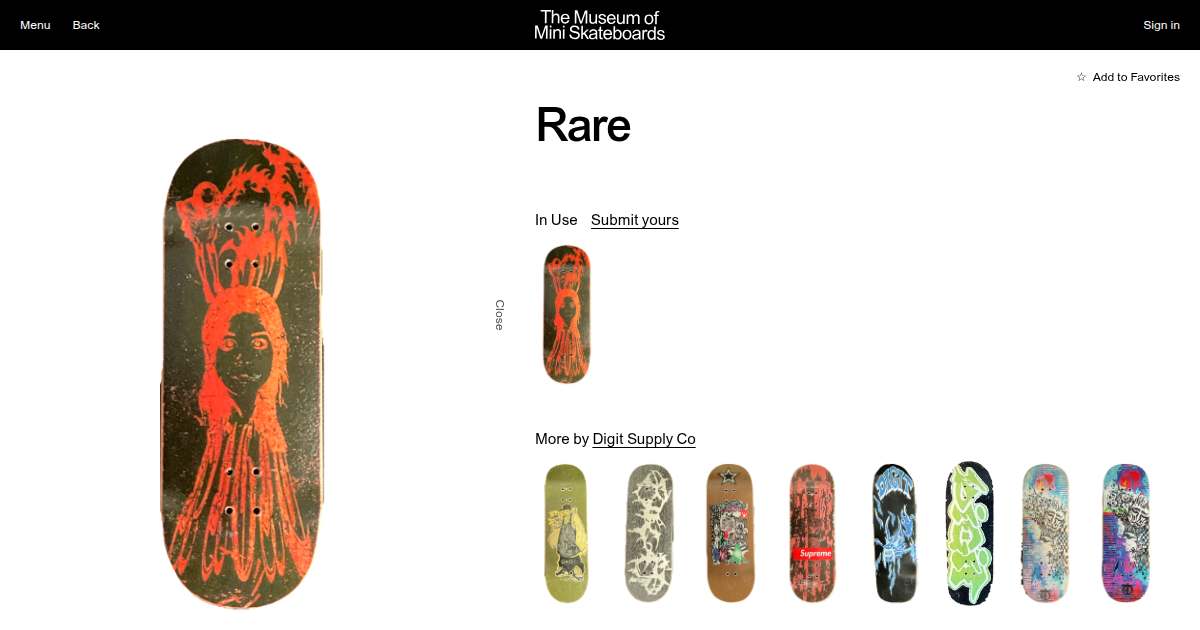 Menu
Back
The Museum of
Mini Skateboards
Sign in
☆ Add to Favorites
Rare
In Use
Submit yours
Close
More by Digit Supply Co
Supreme